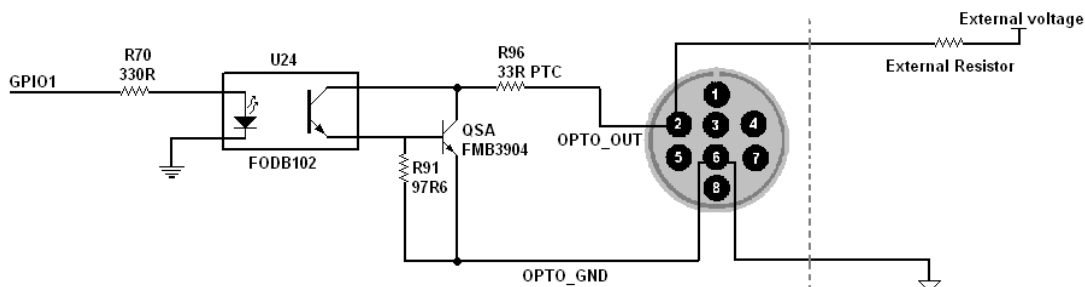 External voltage
R70
330R
U24
R96
33R PTC
External Resistor
GPIO1
1
2
3
4
QSA
FMB3904
OPTO_OUT
5
6
7
FODB102
R91
97R6
8
OPTO_GND